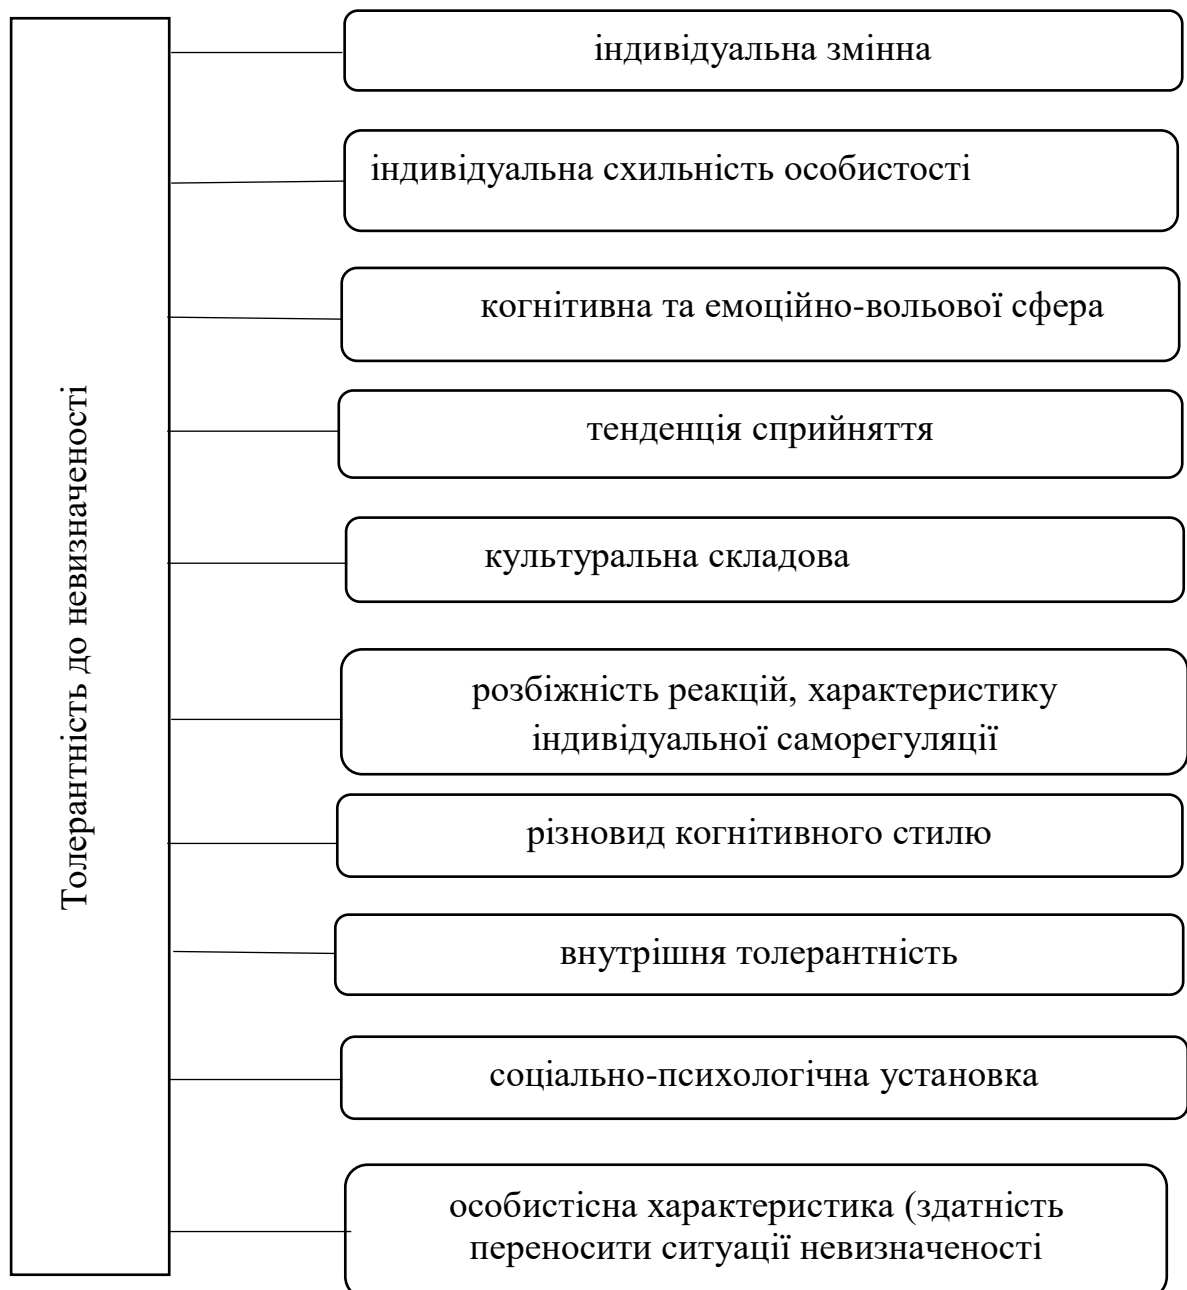 Толерантність до невизначеності
індивідуальна змінна
індивідуальна схильність особистості
когнітивна та емоційно-вольової сфера
тенденція сприйняття
культуральна складова
розбіжність реакцій, характеристику
індивідуальної саморегуляції
різновид когнітивного стилю
внутрішня толерантність
соціально-психологічна установка
особистісна характеристика (здатність
переносити ситуації невизначеності